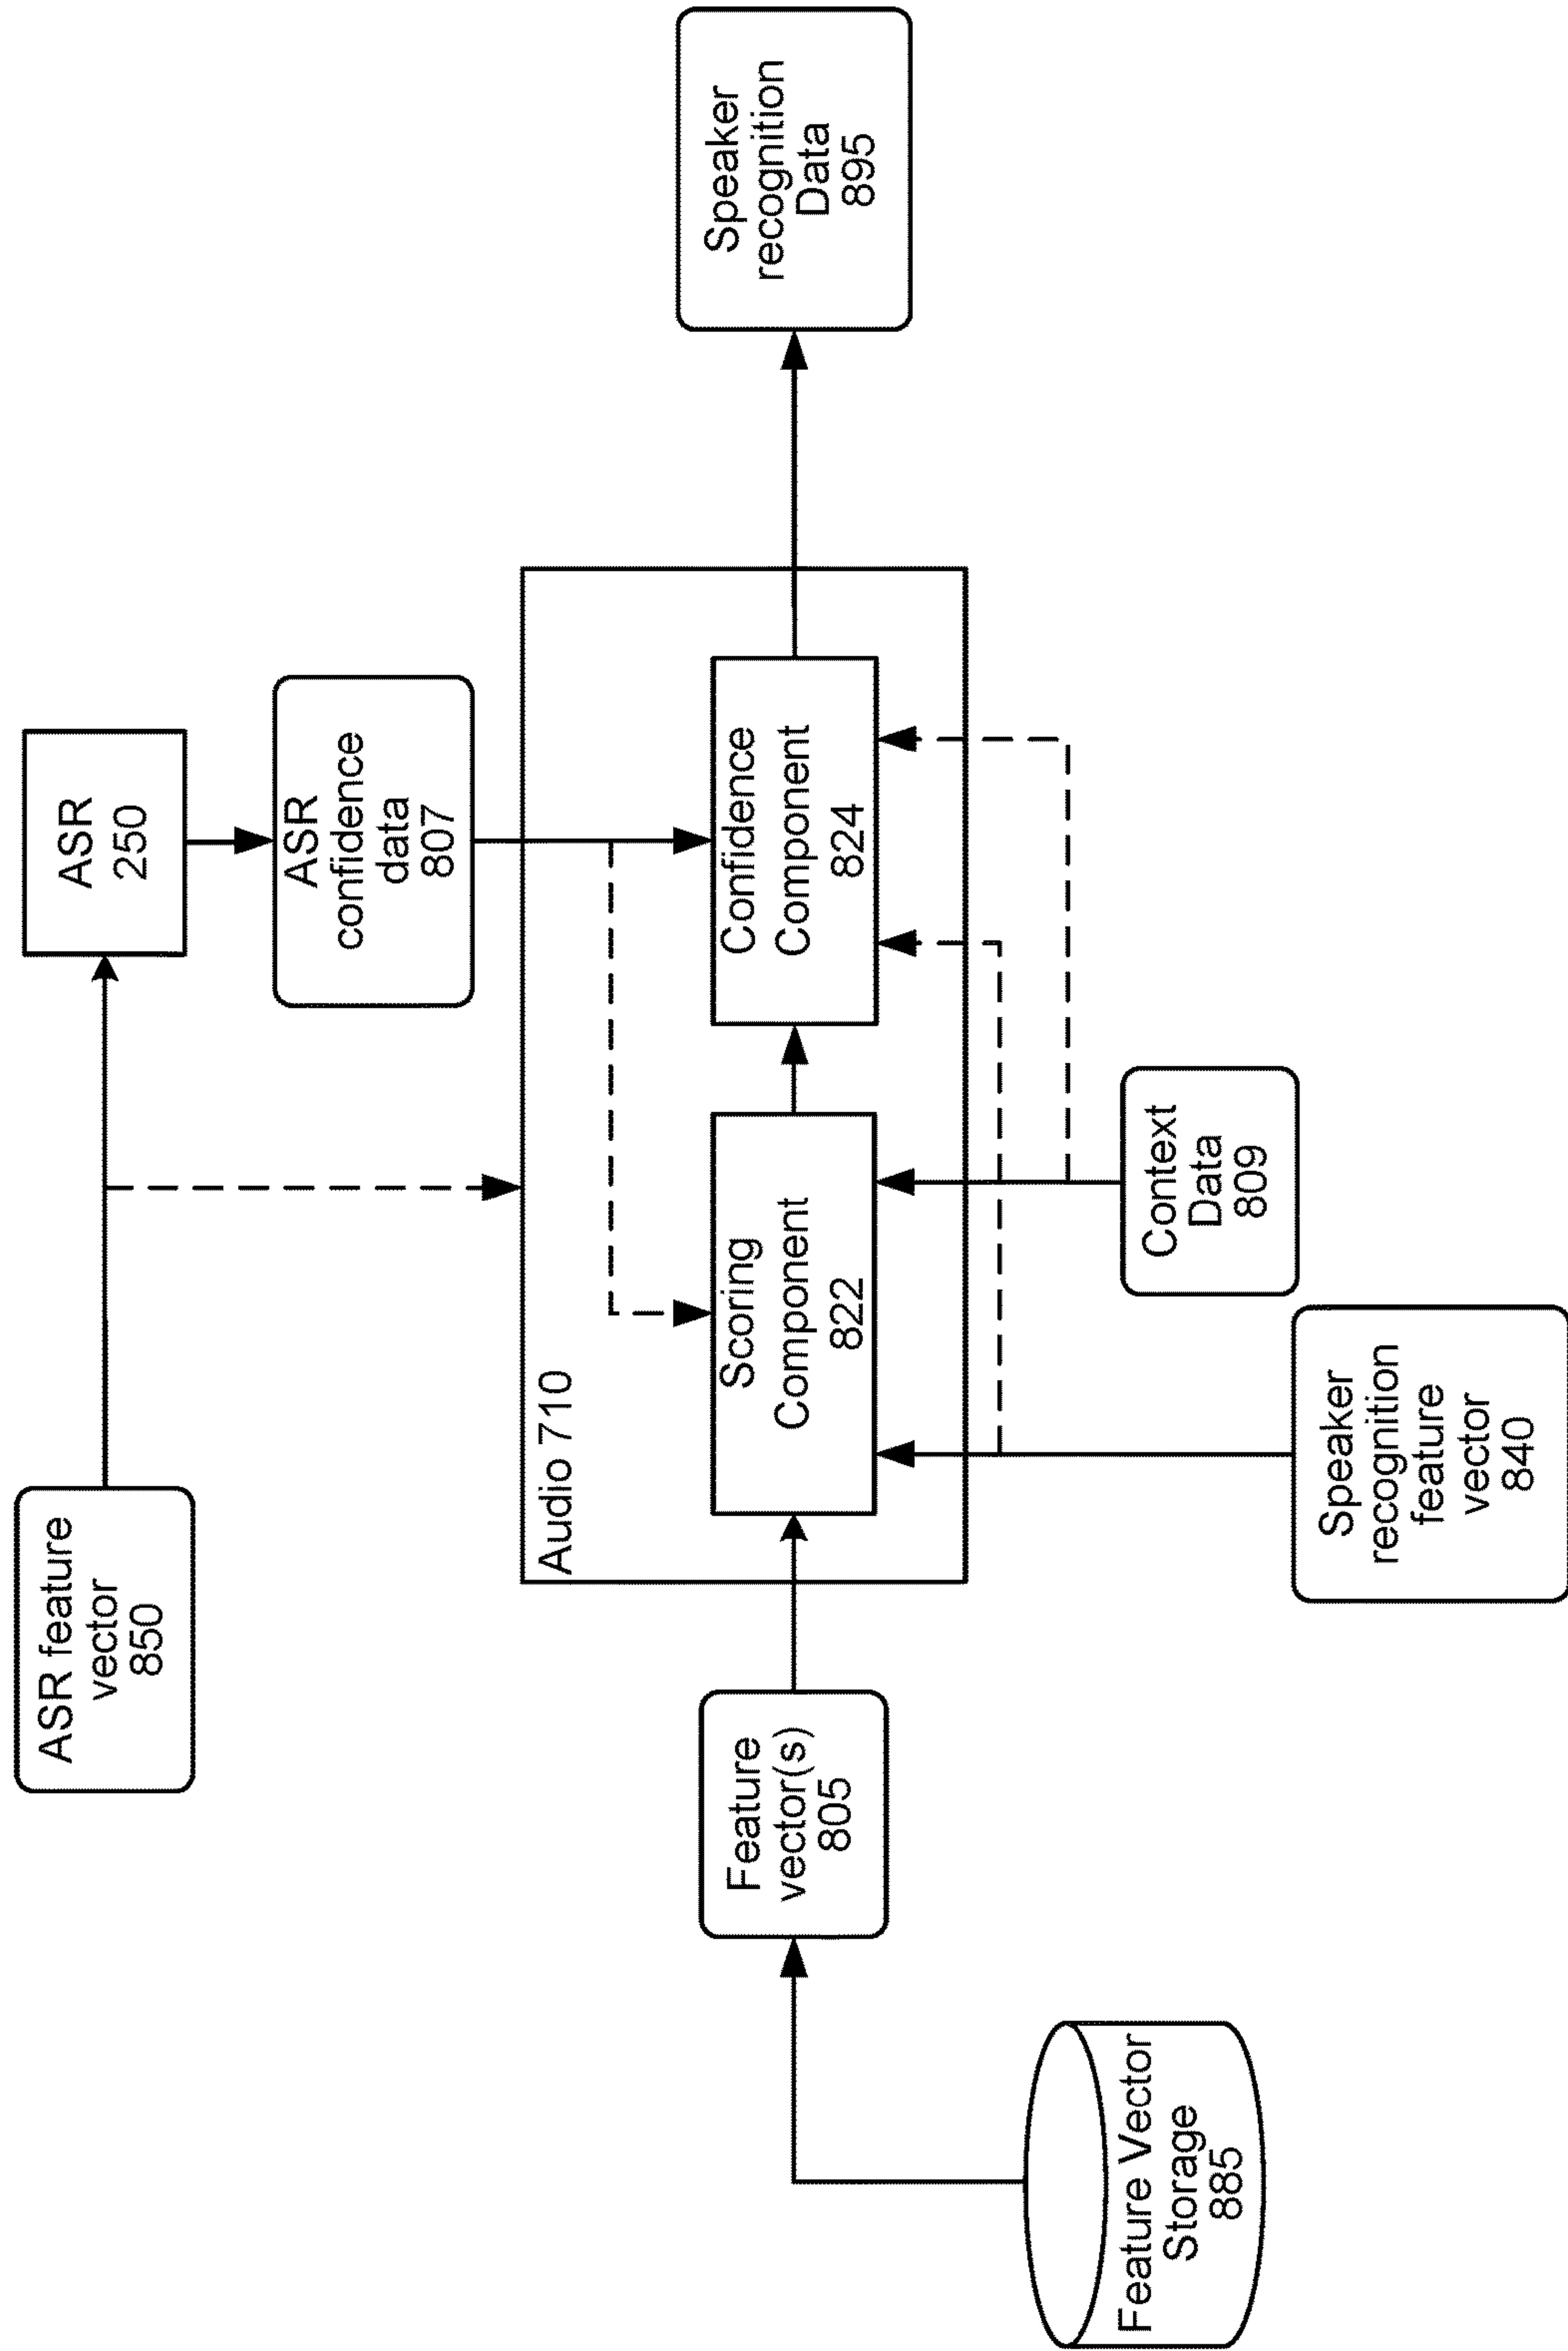 ASR feature
vector
850
ASR
250
ASR
confidence
data
807
Audio 710
Feature Vector
Storage
885
Feature
vector(s)
805
Scoring
Component
822
Confidence
Component
824
Speaker
recognition
Data
895
Speaker
recognition
feature
vector
840
Context
Data
809